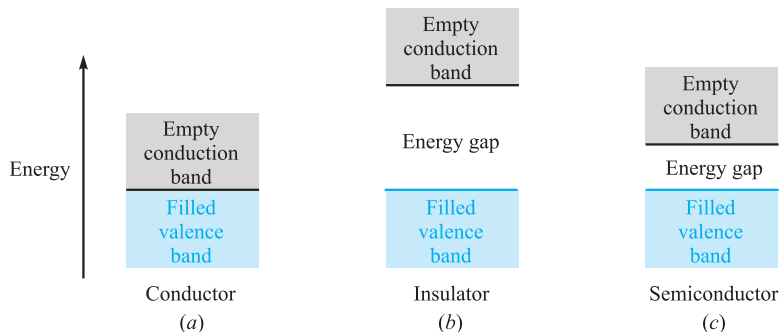 Energy
Empty
conduction
band
Filled
valence
band
Conductor
(a)
Empty
conduction
band
Energy gap
Filled
valence
band
Insulator
(b)
Empty
conduction
band
Energy gap
Filled
valence
band
Semiconductor
(c)